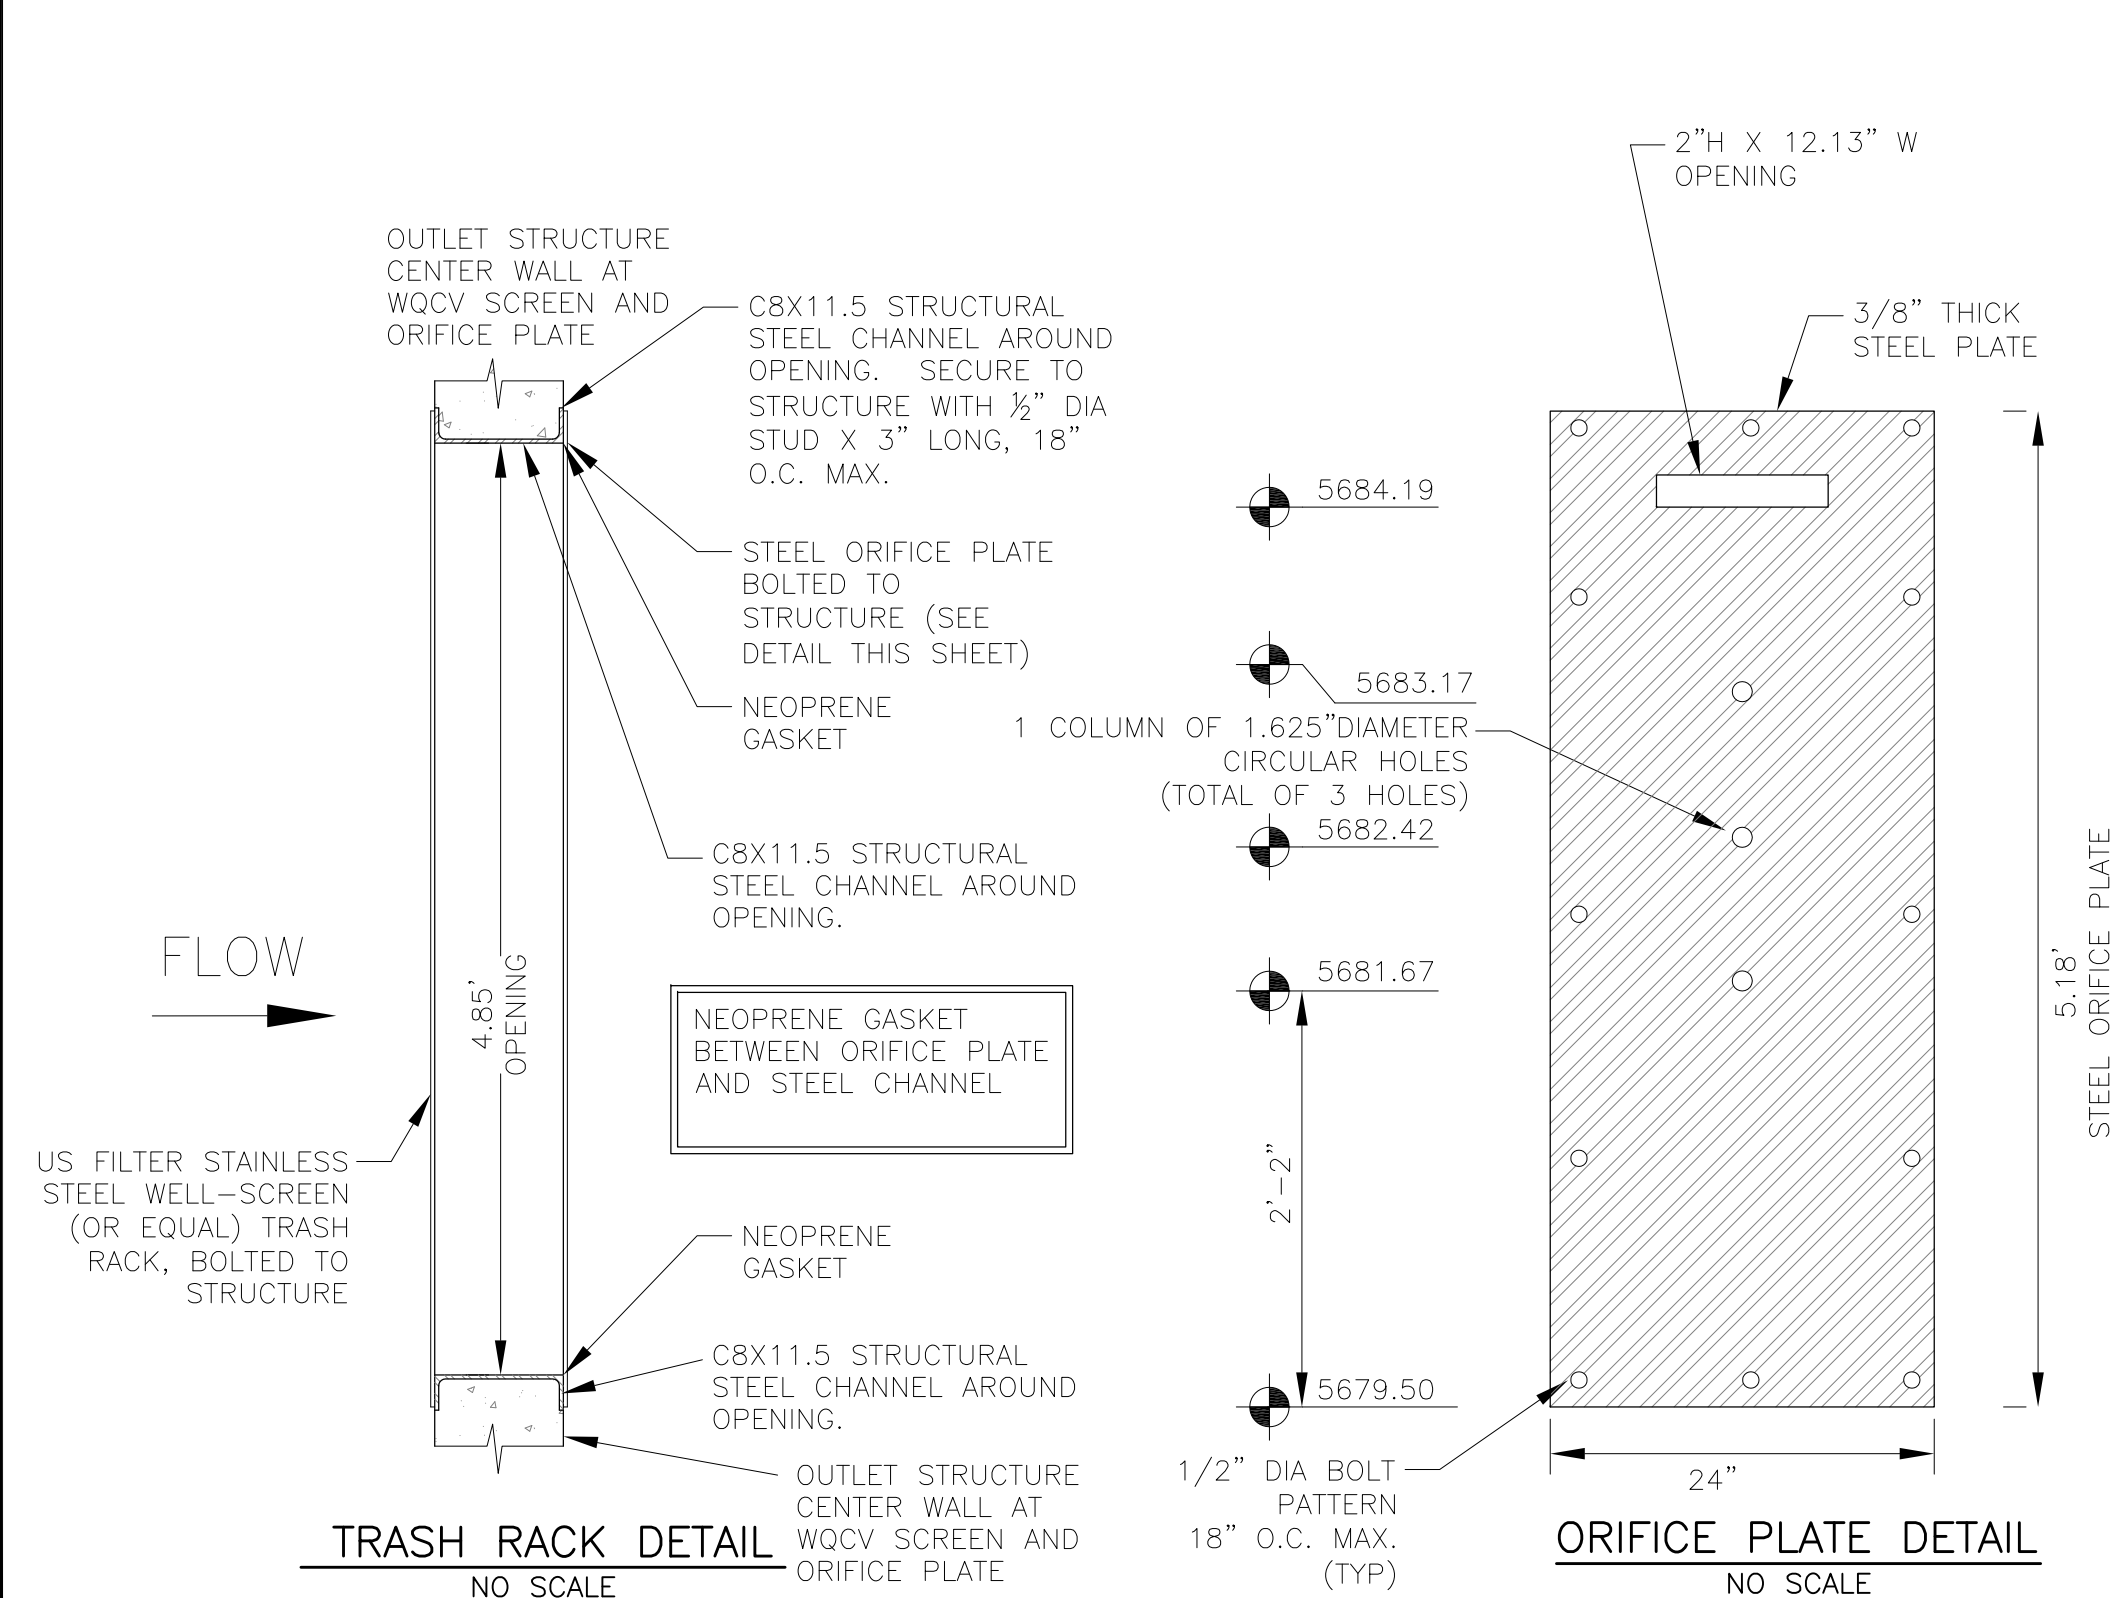 OUTLET STRUCTURE
CENTER WALL AT
WQCV SCREEN AND
ORIFICE PLATE
C8X11.5 STRUCTURAL
STEEL CHANNEL AROUND
OPENING.  SECURE TO
STRUCTURE WITH ½" DIA
STUD X 3" LONG, 18"
O.C. MAX.
STEEL ORIFICE PLATE
BOLTED TO
STRUCTURE (SEE
DETAIL THIS SHEET)
NEOPRENE
GASKET
C8X11.5 STRUCTURAL
STEEL CHANNEL AROUND
OPENING.
FLOW
4.85'
OPENING
NEOPRENE GASKET
BETWEEN ORIFICE PLATE
AND STEEL CHANNEL
US FILTER STAINLESS
STEEL WELL-SCREEN
(OR EQUAL) TRASH
RACK, BOLTED TO
STRUCTURE
NEOPRENE
GASKET
C8X11.5 STRUCTURAL
STEEL CHANNEL AROUND
OPENING.
OUTLET STRUCTURE
CENTER WALL AT
WQCV SCREEN AND
ORIFICE PLATE
TRASH RACK DETAIL
NO SCALE
2"H X 12.13" W
OPENING
3/8" THICK
STEEL PLATE
5684.19
5683.17
1 COLUMN OF 1.625"DIAMETER
CIRCULAR HOLES
(TOTAL OF 3 HOLES)
5682.42
5681.67
2'-2"
5679.50
5.18'
STEEL ORIFICE PLATE
1/2" DIA BOLT
PATTERN
18" O.C. MAX.
(TYP)
24"
ORIFICE PLATE DETAIL
NO SCALE